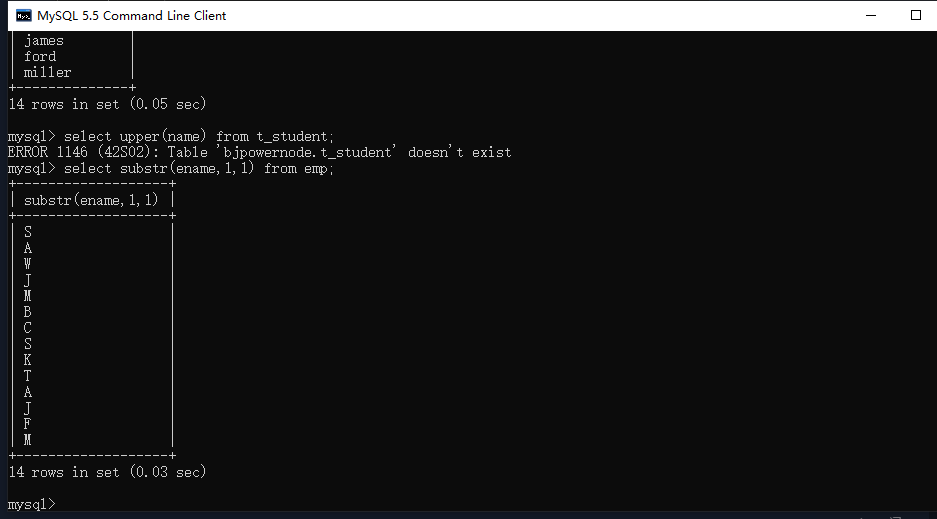 MySQL 5.5 Command Line Client
| james        |
| ford         |
| miller       |
+--------------+
14 rows in set (0.05 sec)
mysql> select upper(name) from t_student;
ERROR 1146 (42S02): Table 'bjpowernode.t_student' doesn't exist
mysql> select substr(ename,1,1) from emp;
+-------------------+
| substr(ename,1,1) |
+-------------------+
| S                 |
| A                 |
| W                 |
| J                 |
| M                 |
| B                 |
| C                 |
| S                 |
| K                 |
| T                 |
| A                 |
| J                 |
| F                 |
| M                 |
+-------------------+
14 rows in set (0.03 sec)
mysql>